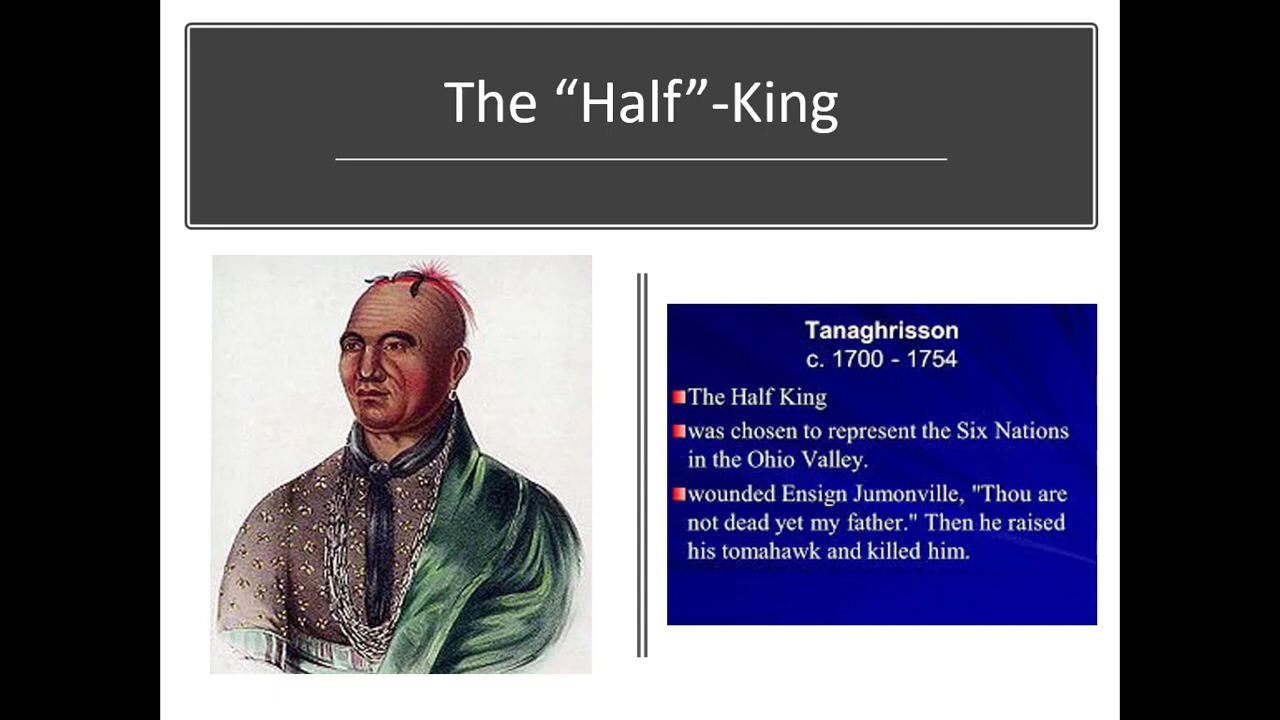 The “Half”-King
Tanaghrisson
c. 1700 - 1754
The Half King
was chosen to represent the Six Nations
in the Ohio Valley.
wounded Ensign Jumonville, "Thou are
not dead yet my father." Then he raised
his tomahawk and killed him.